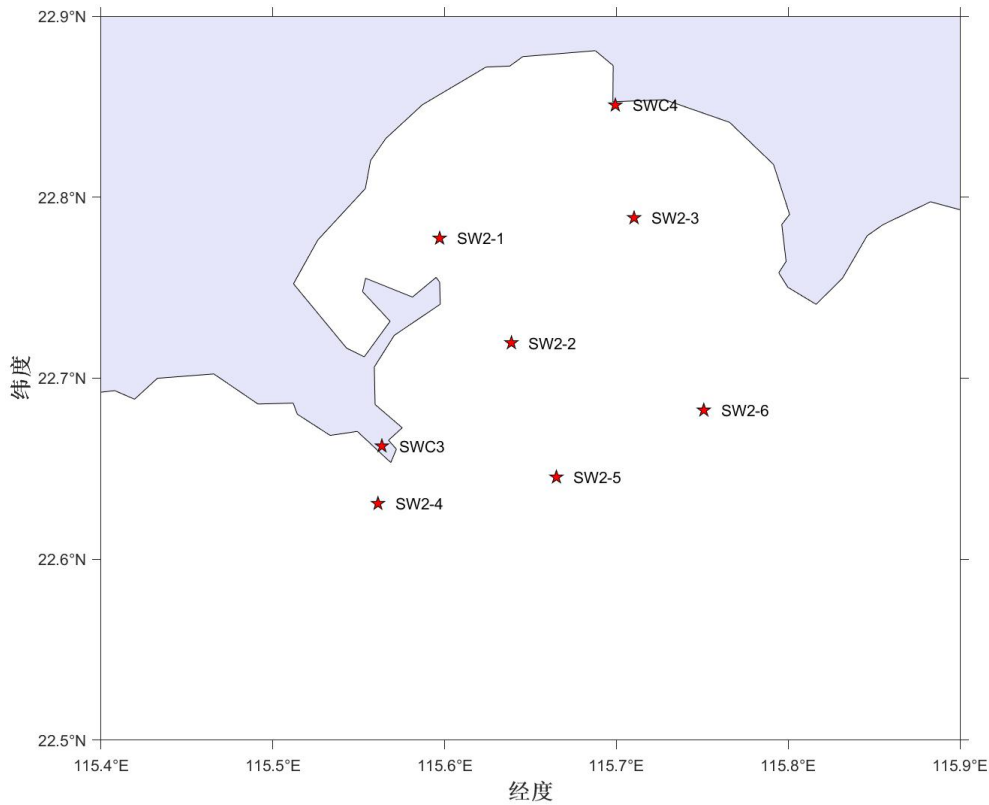 22.9°N
SWC4
22.8°N
SW2-3
SW2-1
SW2-2
纬度
22.7°N
SW2-6
SWC3
SW2-5
SW2-4
22.6°N
22.5°N
115.4°E
115.5°E
115.6°E
115.7°E
115.8°E
115.9°E
经度